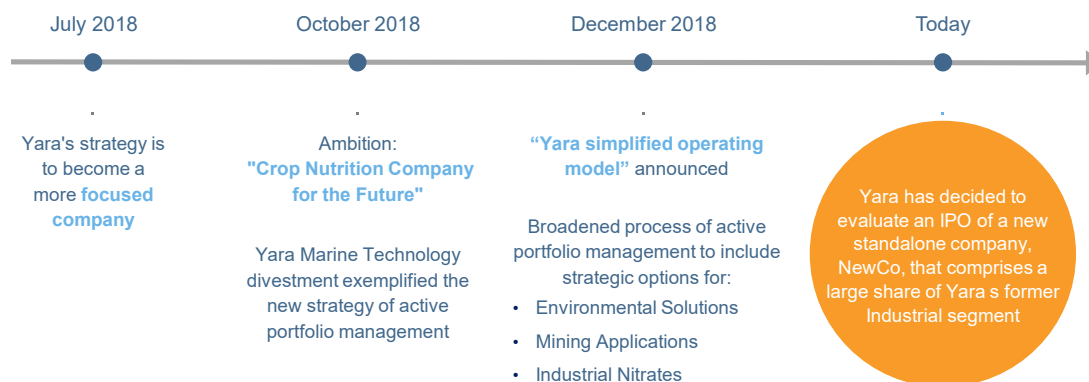 July 2018
October 2018
December 2018
Today
Yara's strategy is
to become a
more focused
company
Ambition:
"Crop Nutrition Company
for the Future"
Yara Marine Technology
divestment exemplified the
new strategy of active
portfolio management
“Yara simplified operating
model” announced
Broadened process of active
portfolio management to include
strategic options for:
• Environmental Solutions
• Mining Applications
• Industrial Nitrates
Yara has decided to
evaluate an IPO of a new
standalone company,
NewCo, that comprises a
large share of Yara s former
Industrial segment